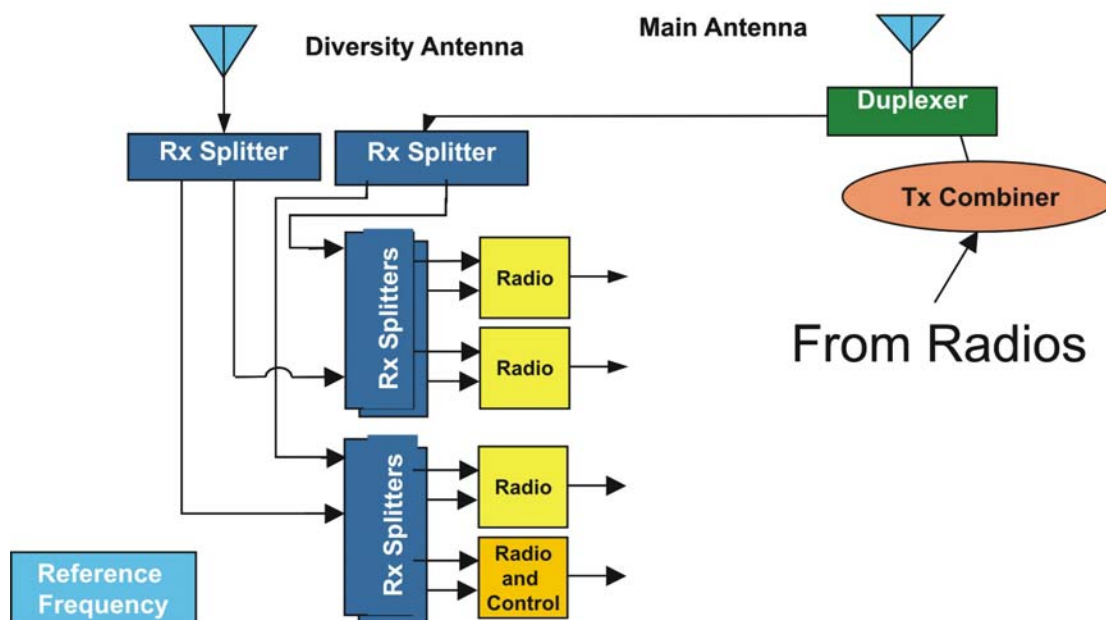 Diversity Antenna
Main Antenna
Duplexer
Rx Splitter
Rx Splitter
Tx Combiner
Rx Splitters
Radio
Radio
From Radios
Rx Splitters
Radio
Radio
and
Control
Reference
Frequency